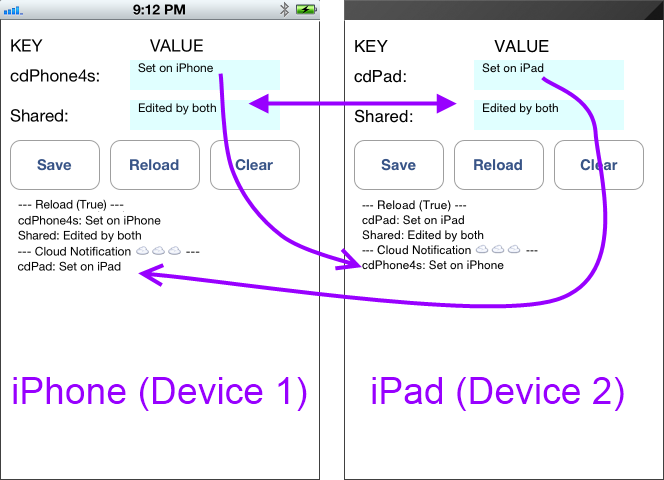 9:12 PM
KEY VALUE
cdPhone4s: Set on iPhone
Shared: Edited by both
Save Reload Clear
--- Reload (True) ---
cdPhone4s: Set on iPhone
Shared: Edited by both
--- Cloud Notification ☁☁☁ ---
cdPad: Set on iPad
iPhone (Device 1)
KEY VALUE
cdPad: Set on iPad
Shared: Edited by both
Save Reload Clear
--- Reload (True) ---
cdPad: Set on iPad
Shared: Edited by both
--- Cloud Notification ☁☁☁ ---
cdPhone4s: Set on iPhone
iPad (Device 2)